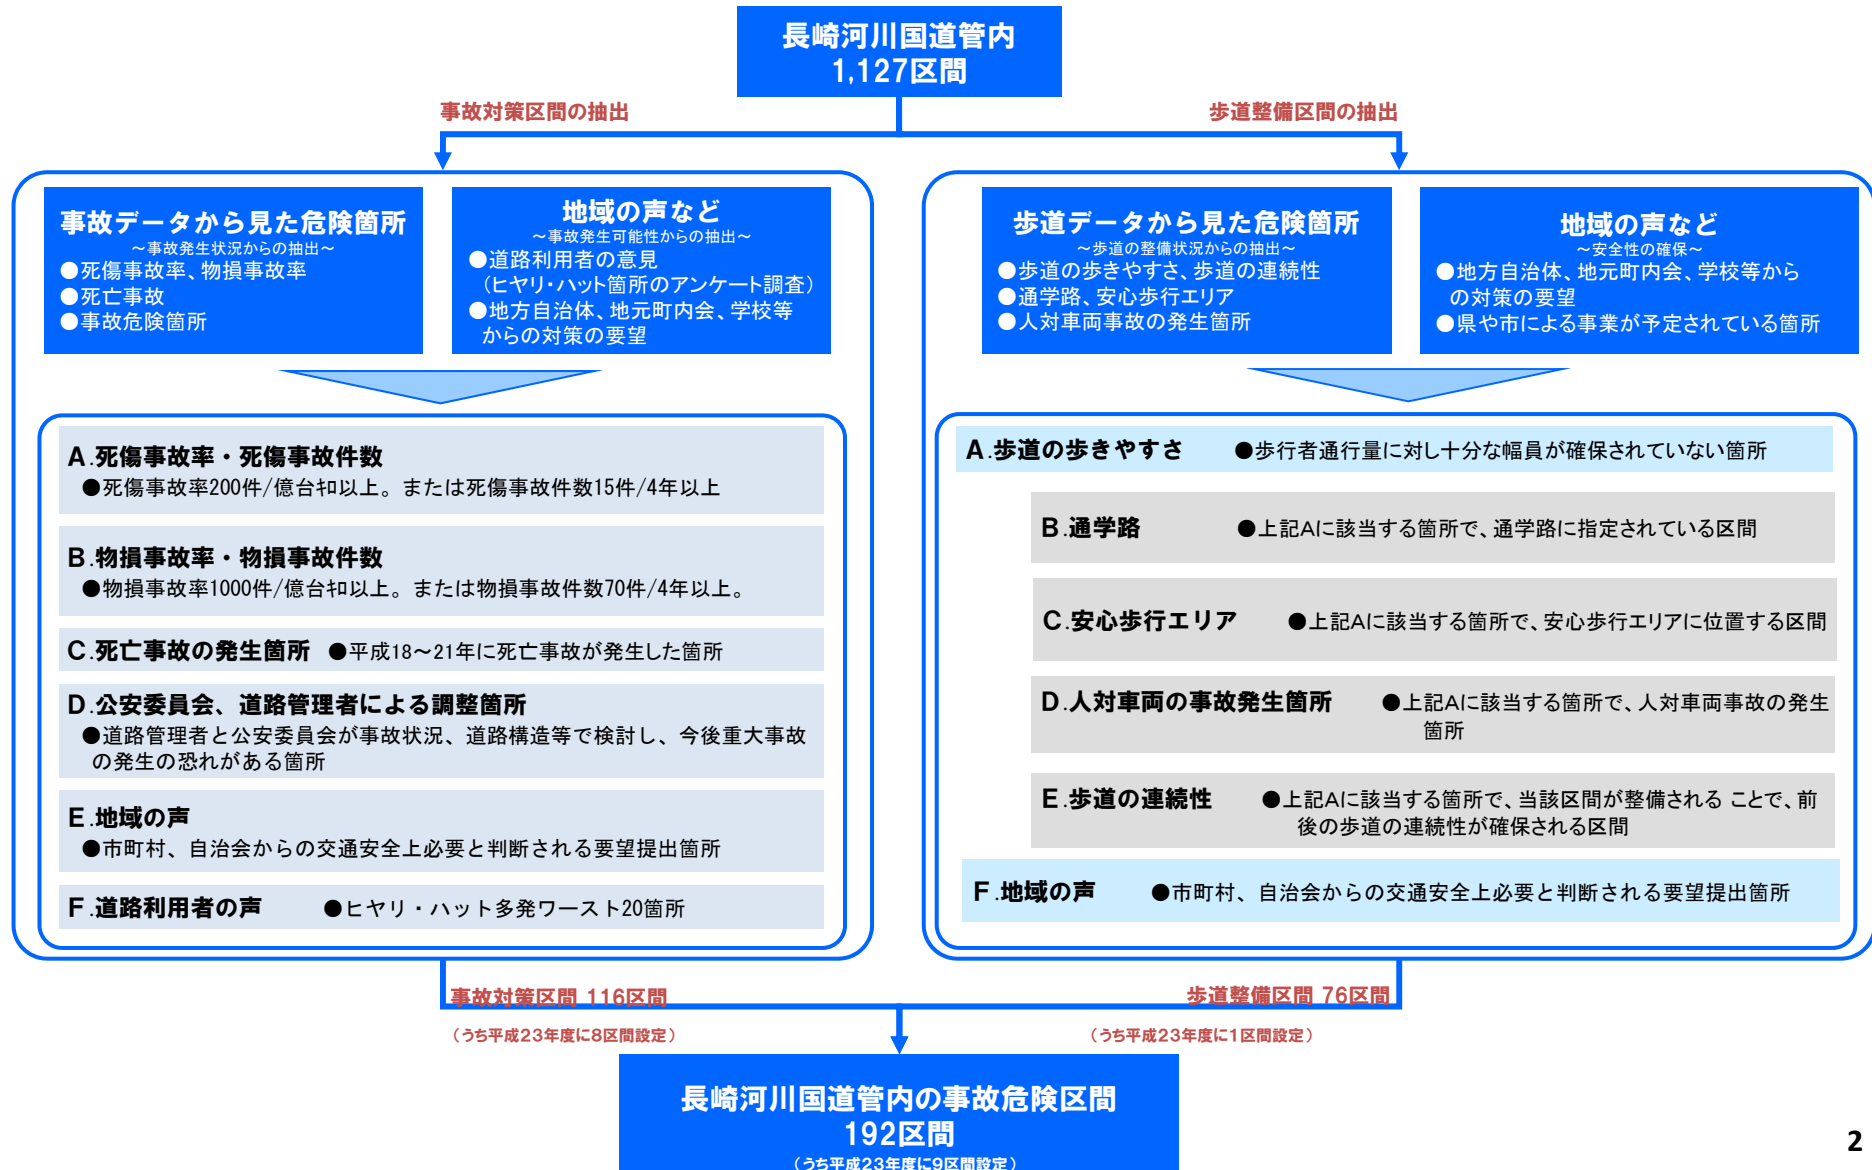 長崎河川国道管内
1,127区間
事故対策区間の抽出
歩道整備区間の抽出
事故データから見た危険箇所
～事故発生状況からの抽出～
●死傷事故率、物損事故率
●死亡事故
●事故危険箇所
地域の声など
～事故発生可能性からの抽出～
●道路利用者の意見
（ヒヤリ・ハット箇所のアンケート調査）
●地方自治体、地元町内会、学校等
からの対策の要望
歩道データから見た危険箇所
～歩道の整備状況からの抽出～
●歩道の歩きやすさ、歩道の連続性
●通学路、安心歩行エリア
●人対車両事故の発生箇所
地域の声など
～安全性の確保～
●地方自治体、地元町内会、学校等から
の対策の要望
●県や市による事業が予定されている箇所
A.死傷事故率・死傷事故件数
●死傷事故率200件/億台ｷﾛ以上。または死傷事故件数15件/4年以上
B.物損事故率・物損事故件数
●物損事故率1000件/億台ｷﾛ以上。または物損事故件数70件/4年以上。
C.死亡事故の発生箇所 ●平成18～21年に死亡事故が発生した箇所
D.公安委員会、道路管理者による調整箇所
●道路管理者と公安委員会が事故状況、道路構造等で検討し、今後重大事故
の発生の恐れがある箇所
E.地域の声
●市町村、自治会からの交通安全上必要と判断される要望提出箇所
F.道路利用者の声 ●ヒヤリ・ハット多発ワースト20箇所
A.歩道の歩きやすさ ●歩行者通行量に対し十分な幅員が確保されていない箇所
B.通学路 ●上記Aに該当する箇所で、通学路に指定されている区間
C.安心歩行エリア ●上記Aに該当する箇所で、安心歩行エリアに位置する区間
D.人対車両の事故発生箇所 ●上記Aに該当する箇所で、人対車両事故の発生
箇所
E.歩道の連続性 ●上記Aに該当する箇所で、当該区間が整備される ことで、前
後の歩道の連続性が確保される区間
F.地域の声 ●市町村、自治会からの交通安全上必要と判断される要望提出箇所
事故対策区間 116区間
（うち平成23年度に8区間設定）
歩道整備区間 76区間
（うち平成23年度に1区間設定）
長崎河川国道管内の事故危険区間
192区間
（うち平成23年度に9区間設定）
2